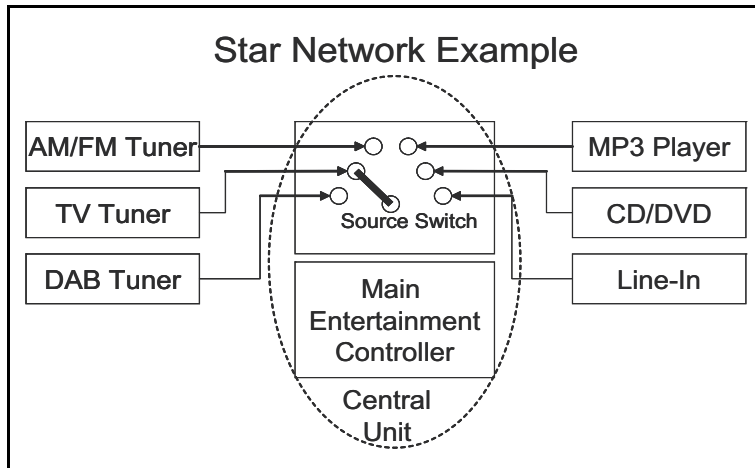 Star Network Example
AM/FM Tuner
TV Tuner
DAB Tuner
Source Switch
MP3 Player
CD/DVD
Line-In
Main
Entertainment
Controller
Central
Unit